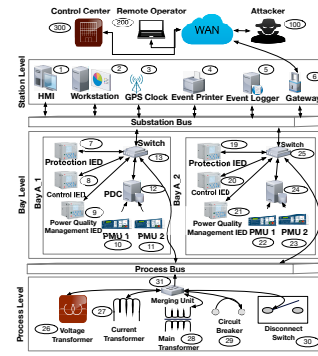 Control Center Remote Operator Attacker
300 200 WAN 100
Station Level
1 2 3 4 5 6
HMI Workstation GPS Clock Event Printer Event Logger Gateway
Substation Bus
Bay Level
Bay A_1
7 Switch
Protection IED
13
8
Control IED
PDC 12
9
Power Quality
Management IED
PMU 1 PMU 2
10 11
Bay A_2
19 Switch
Protection IED
25
20
Control IED
24
21
Power Quality
Management IED
PMU 1 PMU 2
22 23
Process Bus
Process Level
31
Merging Unit
26 Voltage
Transformer
27 Current
Transformer
Main
Transformer
28
Circuit
Breaker
29
Disconnect
Switch
30